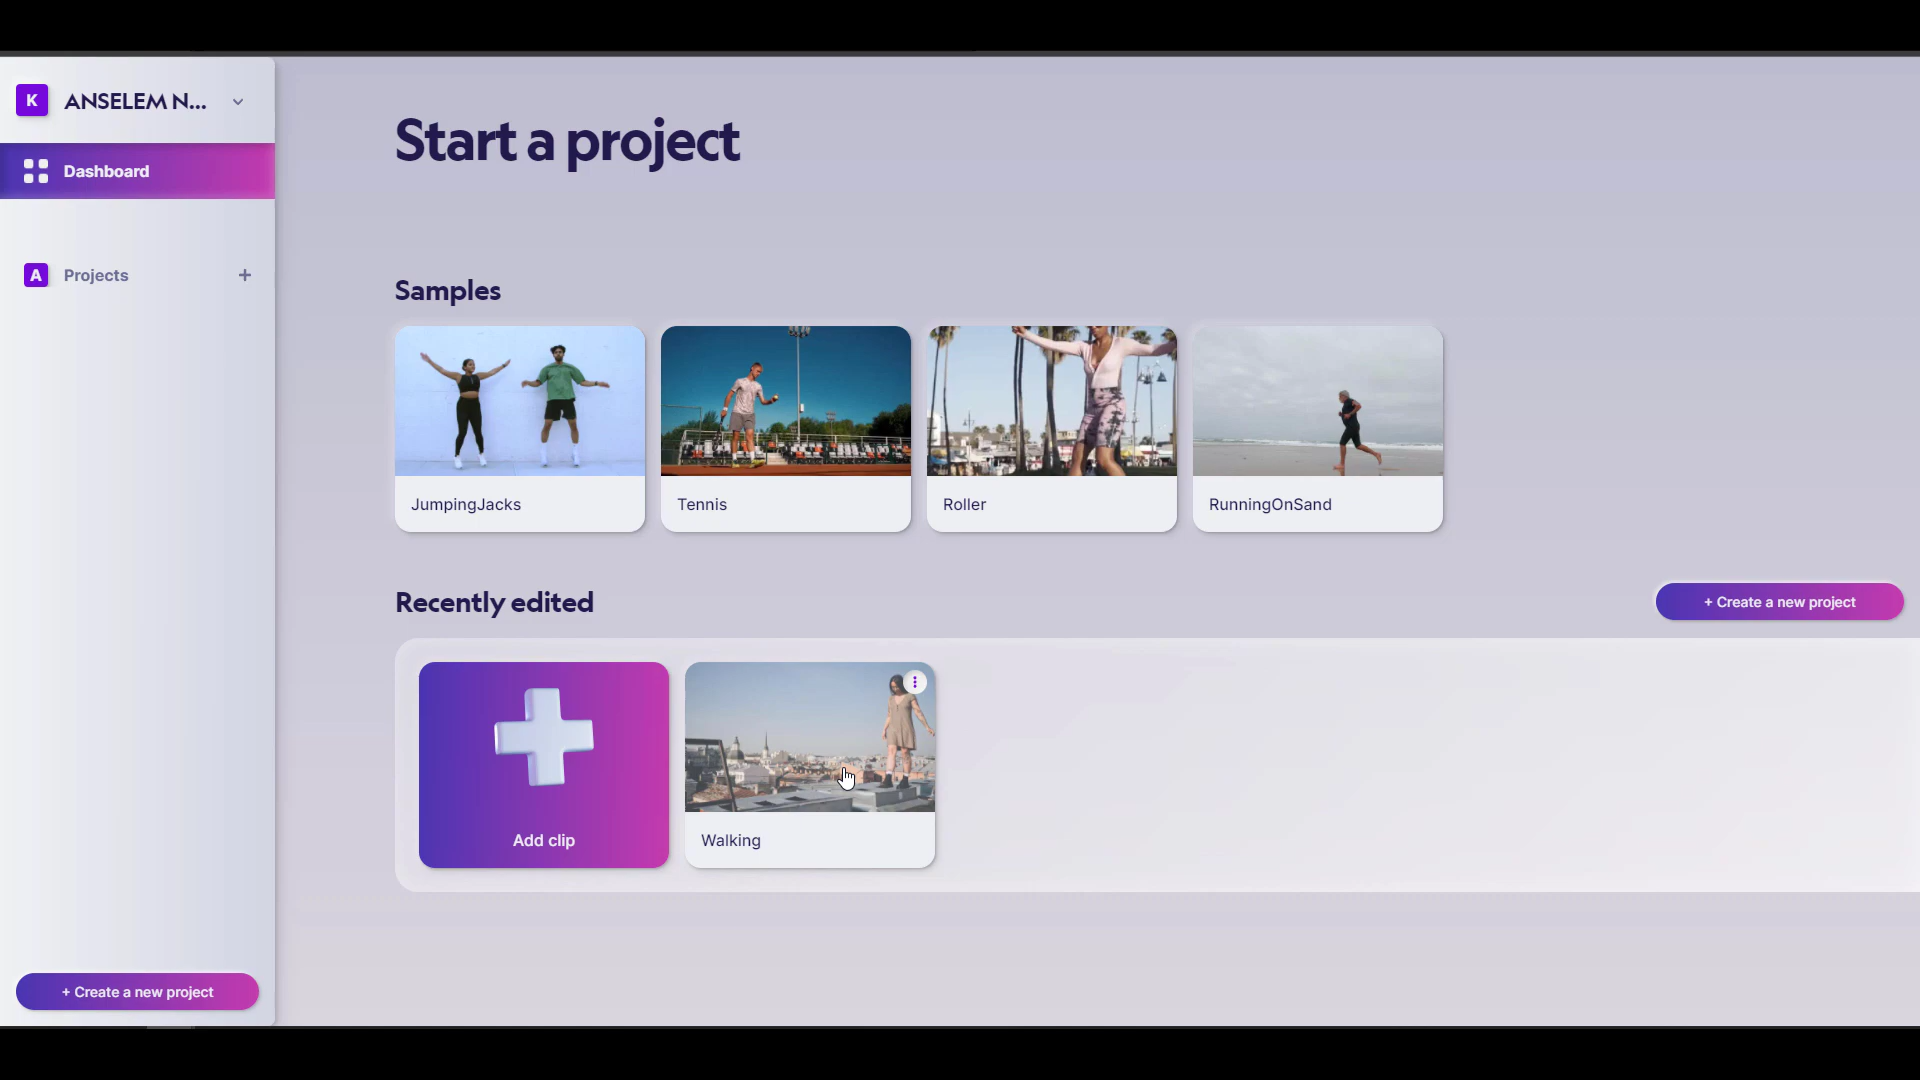 K
ANSELEM N...
Dashboard
A
Projects
+
Start a project
Samples
JumpingJacks
Tennis
Roller
RunningOnSand
Recently edited
+ Create a new project
Add clip
Walking
+ Create a new project